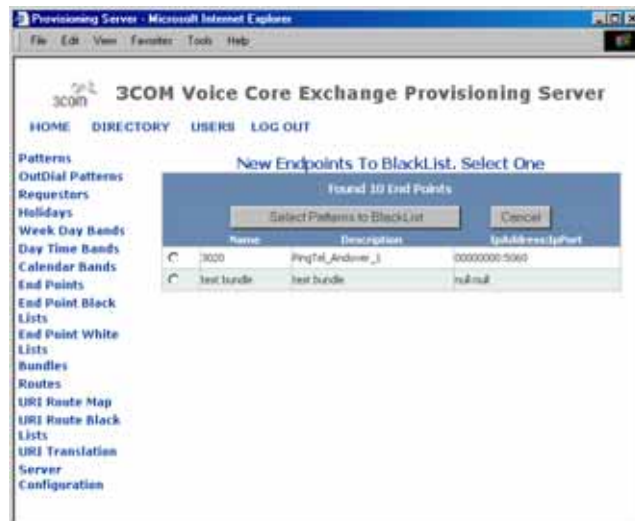 Provisioning Server - Microsoft Internet Explorer
File Edit View Favorites Tools Help
3COM
3COM Voice Core Exchange Provisioning Server
HOME DIRECTORY USERS LOG OUT
Patterns
OutDial Patterns
Requestors
Holidays
Week Day Bands
Day Time Bands
Calendar Bands
End Points
End Point Black
Lists
End Point White
Lists
Bundles
Routes
URI Route Map
URI Route Black
Lists
URI Translation
Server
Configuration
New Endpoints To BlackList. Select One
Found 10 End Points
Select Patterns to BlackList Cancel
Name Description IpAddress:IpPort
3020 PingTel_Andover_1 00000000:5060
test bundle test bundle null:null